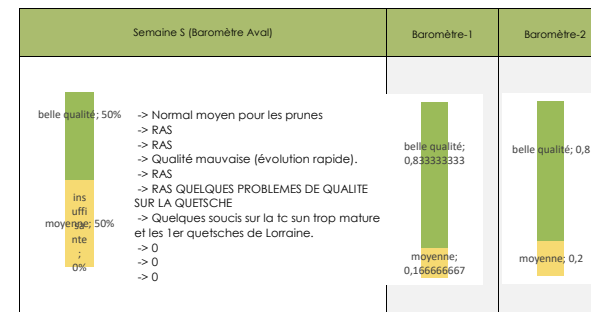 Semaine S (Baromètre Aval)
Baromètre-1
Baromètre-2
belle qualité; 50%
insuffisante; 0%
moyenne; 50%
-> Normal moyen pour les prunes
-> RAS
-> RAS
-> Qualité mauvaise (évolution rapide).
-> RAS
-> RAS QUELQUES PROBLEMES DE QUALITE
SUR LA QUETSCHE
-> Quelques soucis sur la tc sun trop mature
et les 1er quetsches de Lorraine.
-> 0
-> 0
-> 0
belle qualité;
0,833333333
moyenne;
0,166666667
belle qualité; 0,8
moyenne; 0,2